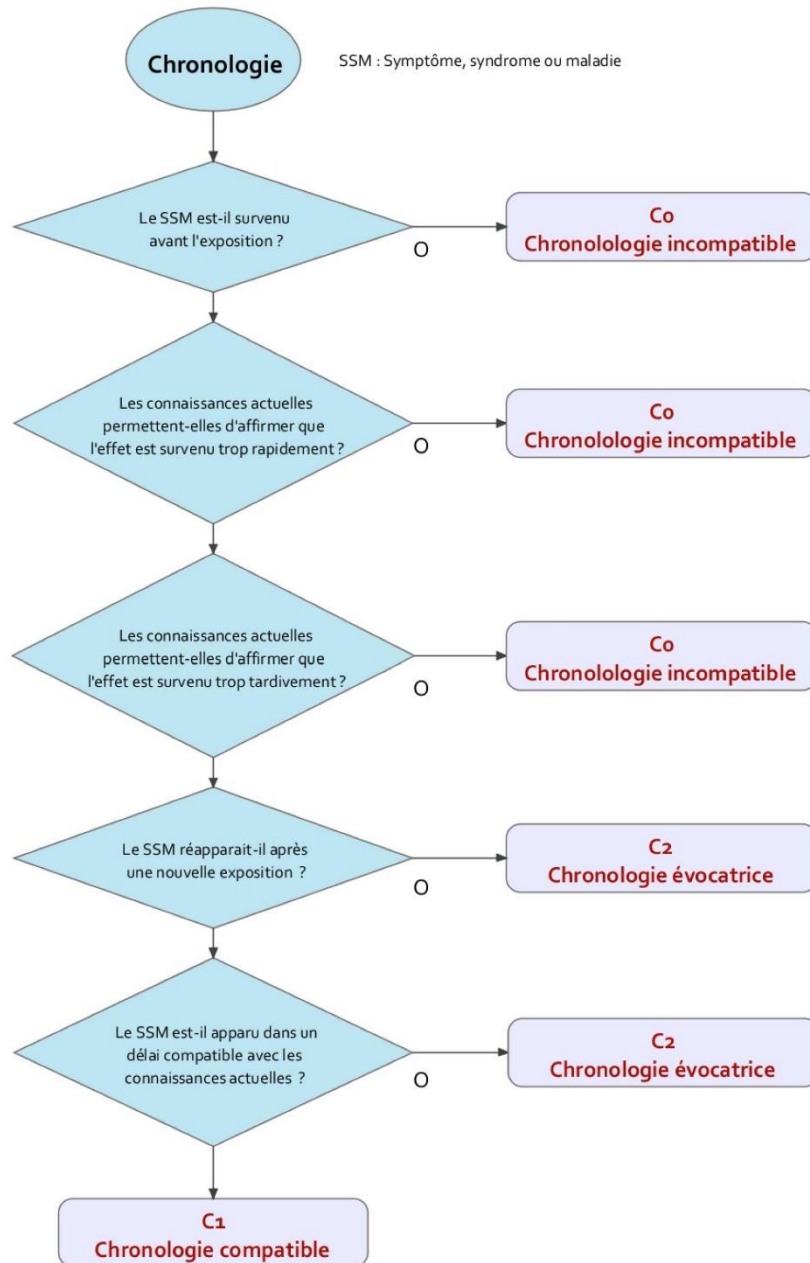 Chronologie
SSM : Symptôme, syndrome ou maladie
Le SSM est-il survenu
avant l'exposition ?
O
C0
Chronolologie incompatible
Les connaissances actuelles
permettent-elles d'affirmer que
l'effet est survenu trop rapidement ?
O
C0
Chronolologie incompatible
Les connaissances actuelles
permettent-elles d'affirmer que
l'effet est survenu trop tardivement ?
O
C0
Chronolologie incompatible
Le SSM réapparait-il après
une nouvelle exposition ?
O
C2
Chronologie évocatrice
Le SSM est-il apparu dans un
délai compatible avec les
connaissances actuelles ?
O
C2
Chronologie évocatrice
C1
Chronologie compatible